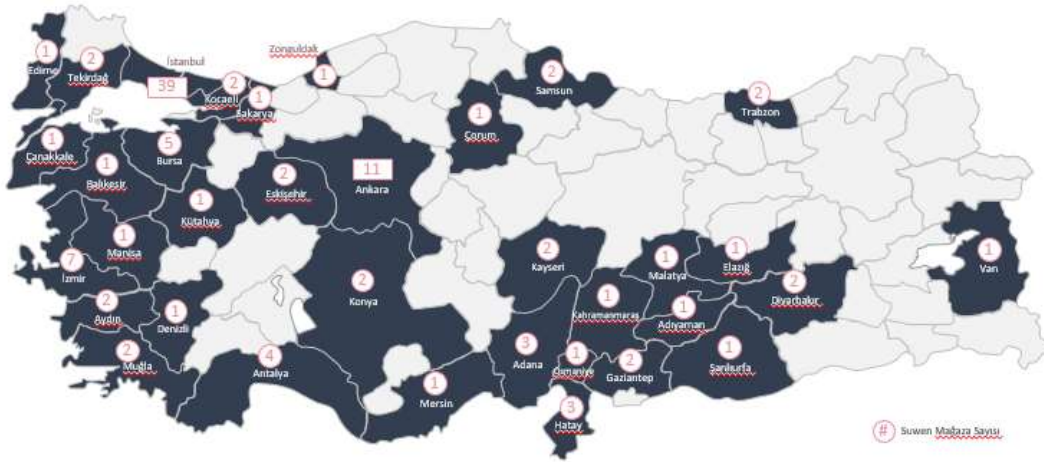 1
Edirne
2
Tekirdağ
İstanbul
39
2
Kocaeli
1
Sakarya
Zonguldak
1
2
Samsun
2
Trabzon
1
Çorum
1
Çanakkale
1
Balıkesir
5
Bursa
2
Eskişehir
11
Ankara
1
Kütahya
1
Manisa
7
İzmir
2
Aydın
1
Denizli
2
Muğla
4
Antalya
2
Konya
1
Mersin
2
Kayseri
3
Adana
1
Kahramanmaraş
1
Osmaniye
2
Gaziantep
3
Hatay
1
Malatya
1
Elazığ
1
Adıyaman
2
Diyarbakır
1
Şanlıurfa
1
Van
# Suwen Mağaza Sayısı